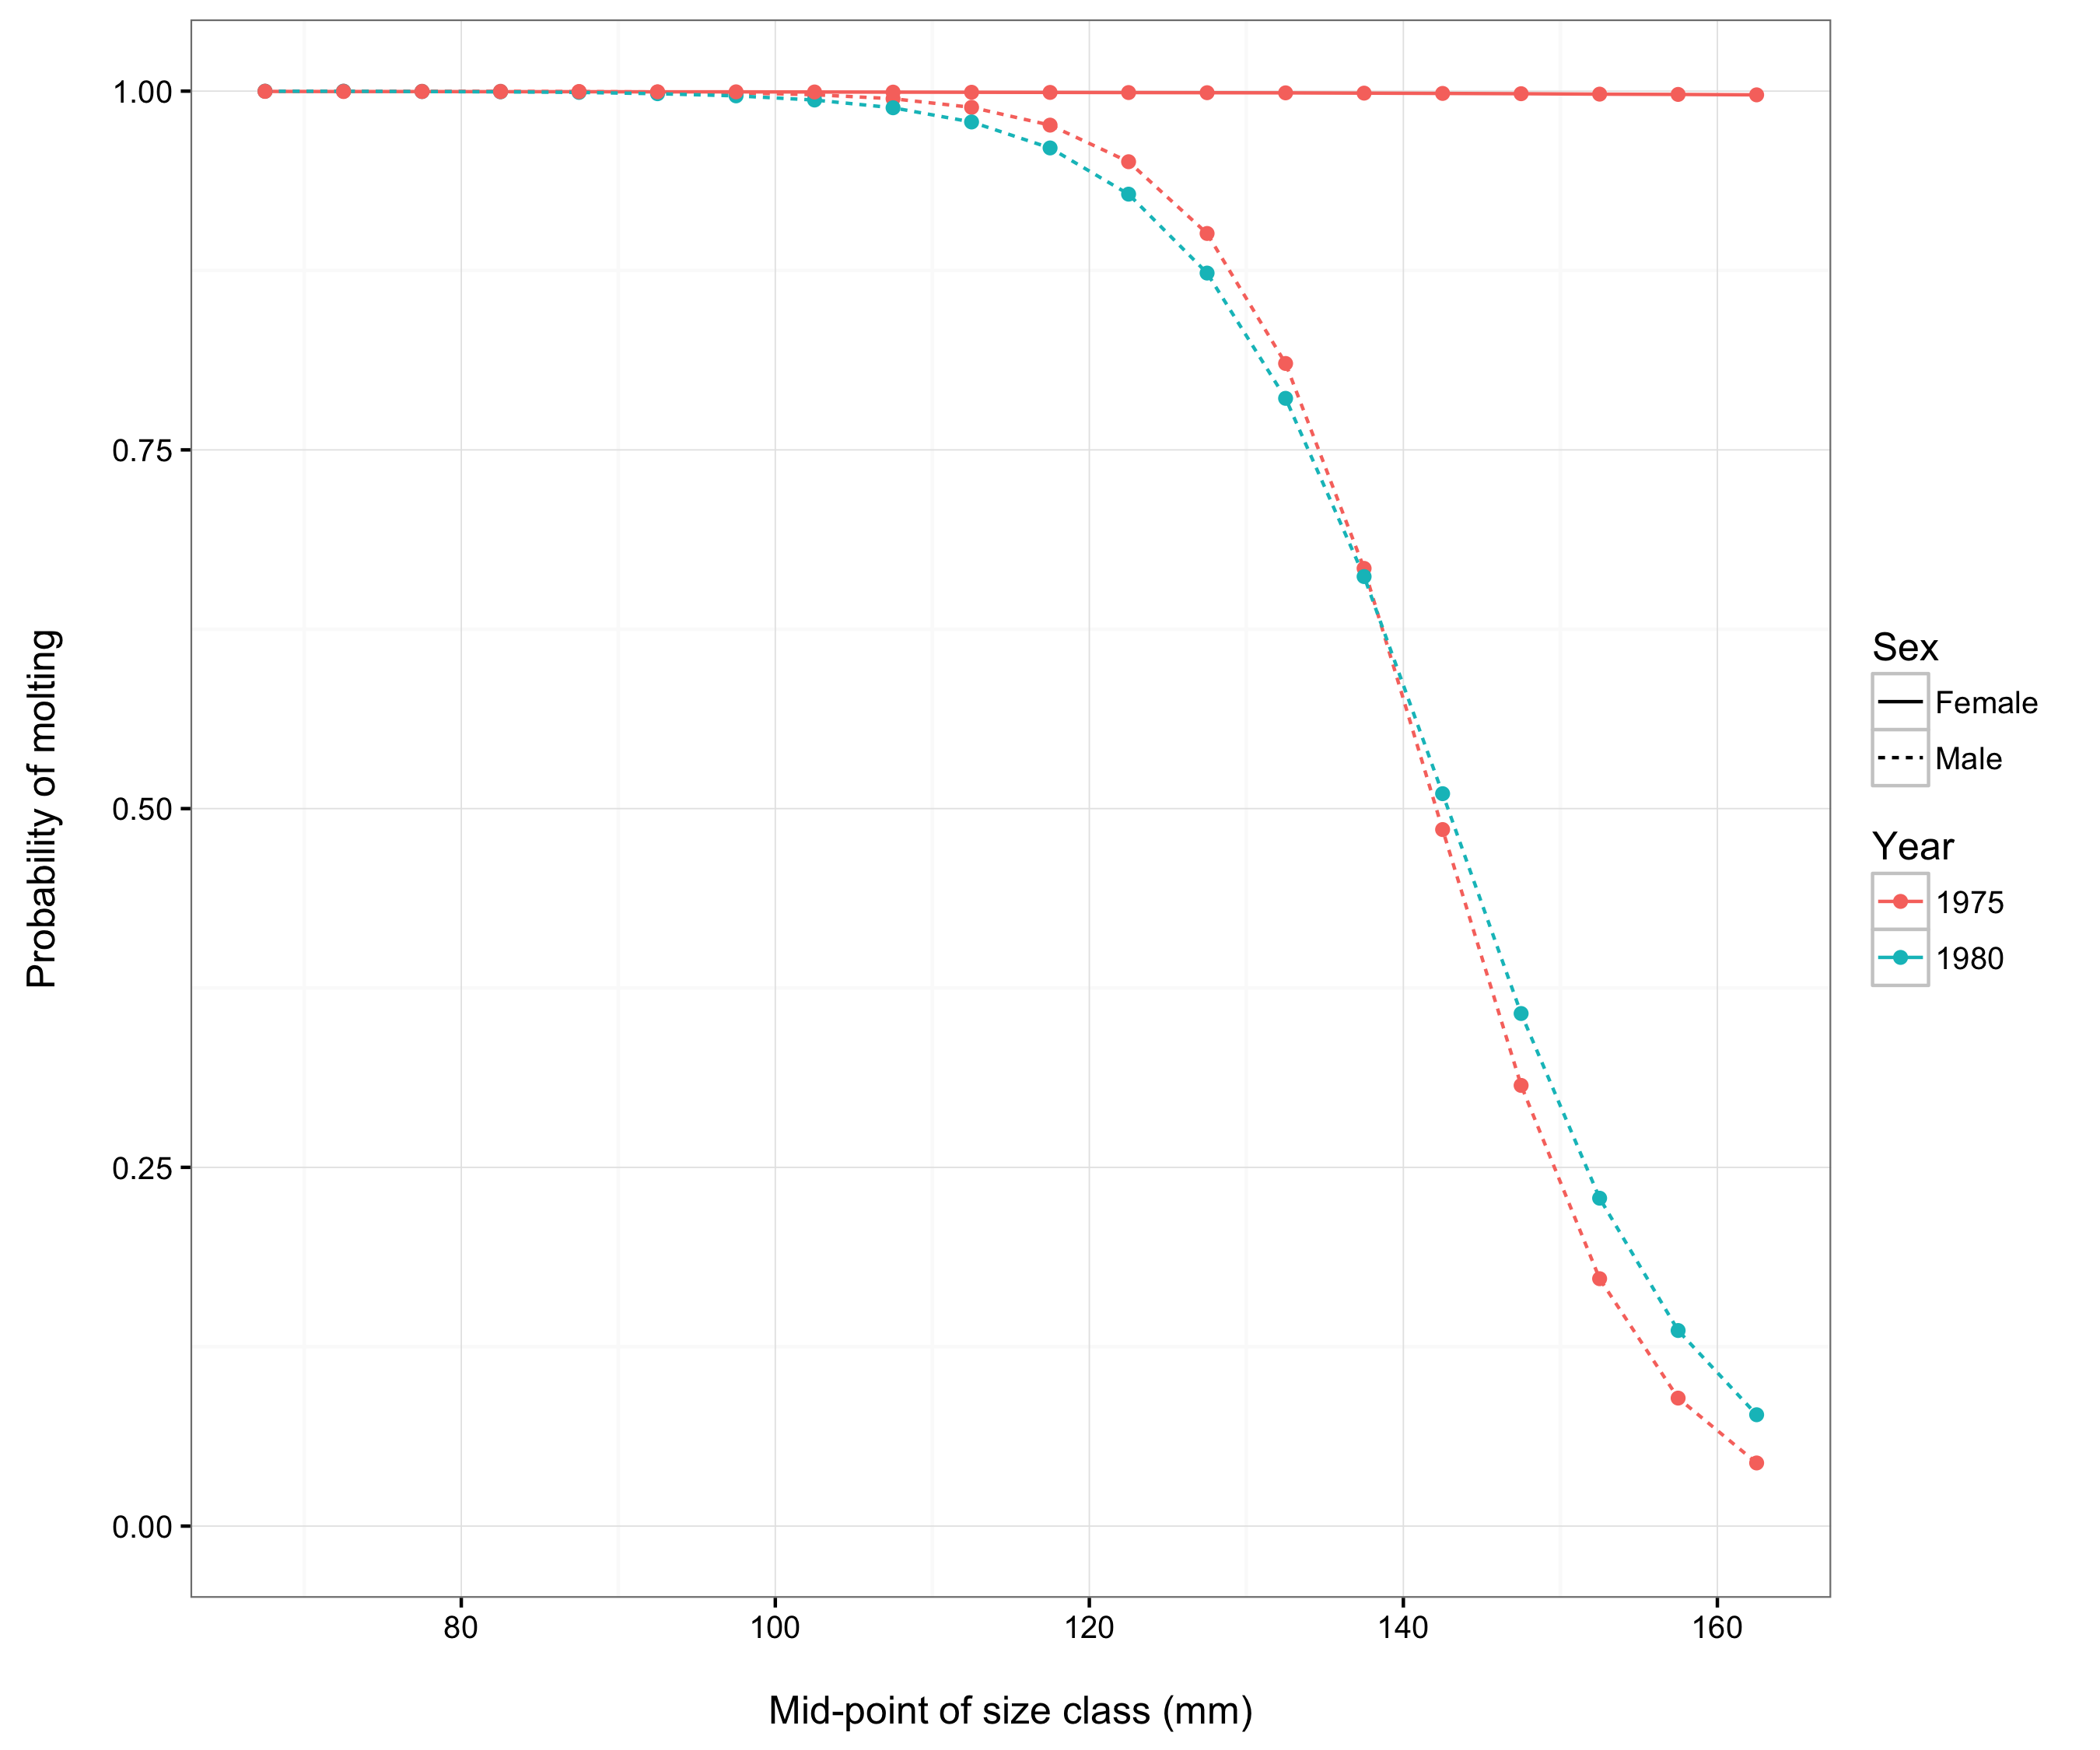 Probability of molting
1.00
0.75
0.50
0.25
0.00
80 100 120 140 160
Mid-point of size class (mm)
Sex
Female
Male
Year
1975
1980